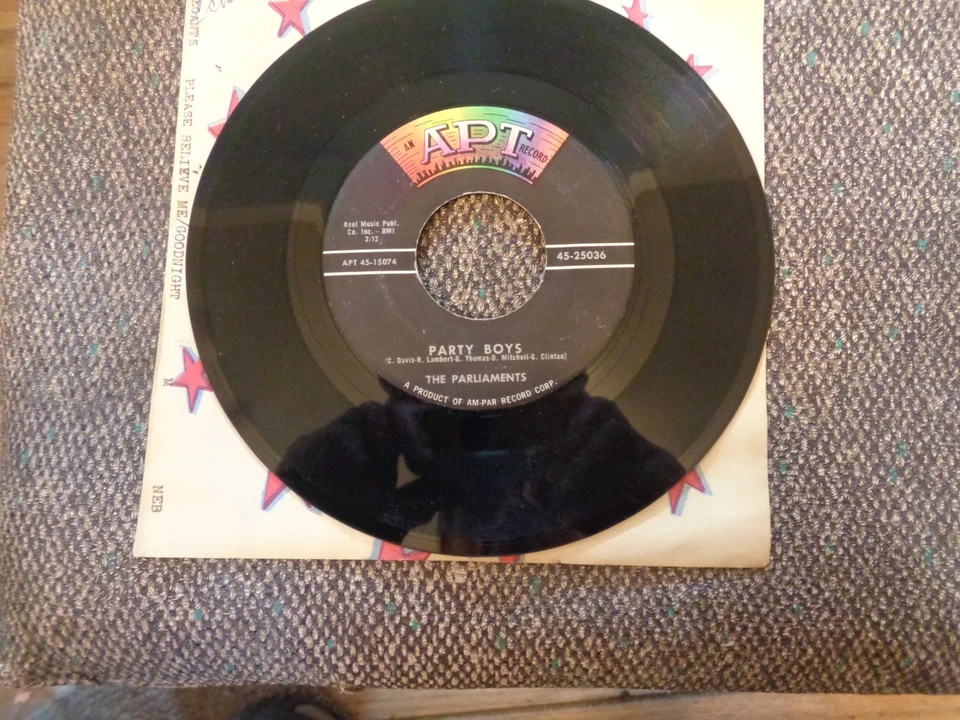 AN APT RECORD
Keel Music Publ.
Co. Inc. - BMI
2:12
APT 45-15074
45-25036
PARTY BOYS
(C. Davis-R. Lambert-G. Thomas-D. Mitchell-G. Clinton)
THE PARLIAMENTS
A PRODUCT OF AM-PAR RECORD CORP.
PLEASE BELIEVE ME/GOODNIGHT
M
NEB